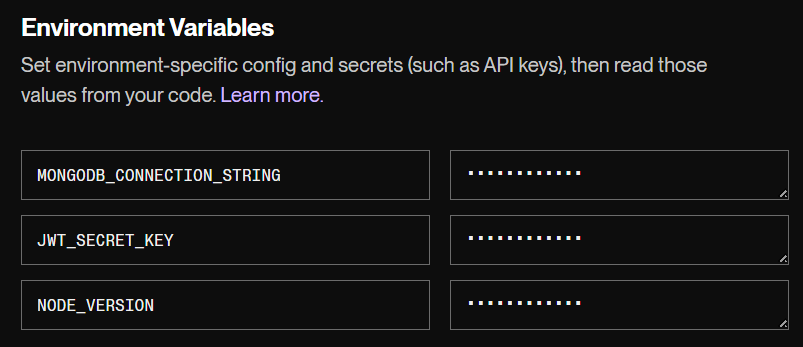 Environment Variables
Set environment-specific config and secrets (such as API keys), then read those
values from your code. Learn more.
MONGODB_CONNECTION_STRING ············
JWT_SECRET_KEY ············
NODE_VERSION ············